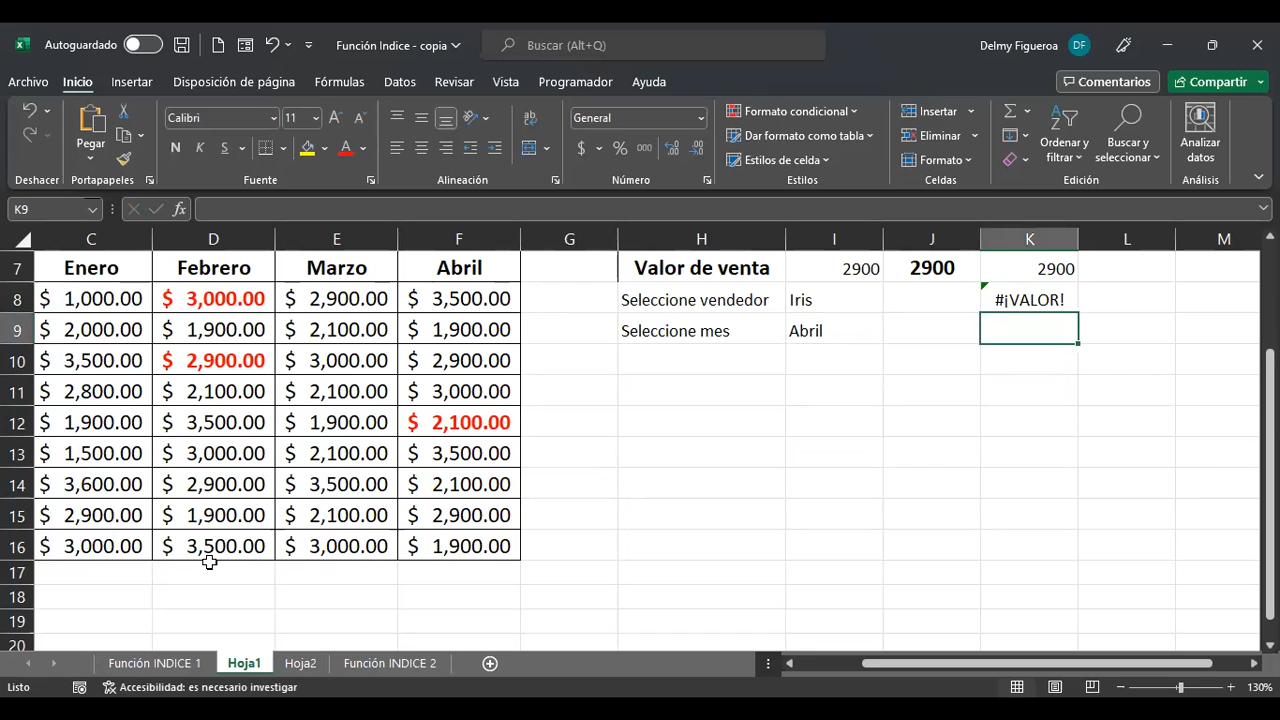 Autoguardado
Función Indice - copia
Buscar (Alt+Q)
Delmy Figueroa
DF
Archivo Inicio Insertar Disposición de página Fórmulas Datos Revisar Vista Programador Ayuda
Comentarios
Compartir
Pegar
Calibri
11
A
A
N K S
A
ab
General
$ % 000
Formato condicional
Dar formato como tabla
Estilos de celda
Insertar
Eliminar
Formato
Ordenar y filtrar
Buscar y seleccionar
Analizar datos
Deshacer Portapapeles Fuente Alineación Número Estilos Celdas Edición Análisis
K9
fx
C D E F G H I J K L M
7 Enero Febrero Marzo Abril Valor de venta 2900 2900 2900
8 $ 1,000.00 $ 3,000.00 $ 2,900.00 $ 3,500.00 Seleccione vendedor Iris #¡VALOR!
9 $ 2,000.00 $ 1,900.00 $ 2,100.00 $ 1,900.00 Seleccione mes Abril
10 $ 3,500.00 $ 2,900.00 $ 3,000.00 $ 2,900.00
11 $ 2,800.00 $ 2,100.00 $ 2,100.00 $ 3,000.00
12 $ 1,900.00 $ 3,500.00 $ 1,900.00 $ 2,100.00
13 $ 1,500.00 $ 3,000.00 $ 2,100.00 $ 3,500.00
14 $ 3,600.00 $ 2,900.00 $ 3,500.00 $ 2,100.00
15 $ 2,900.00 $ 1,900.00 $ 2,100.00 $ 2,900.00
16 $ 3,000.00 $ 3,500.00 $ 3,000.00 $ 1,900.00
17
18
19
20
Función INDICE 1 Hoja1 Hoja2 Función INDICE 2
Listo
Accesibilidad: es necesario investigar
130%